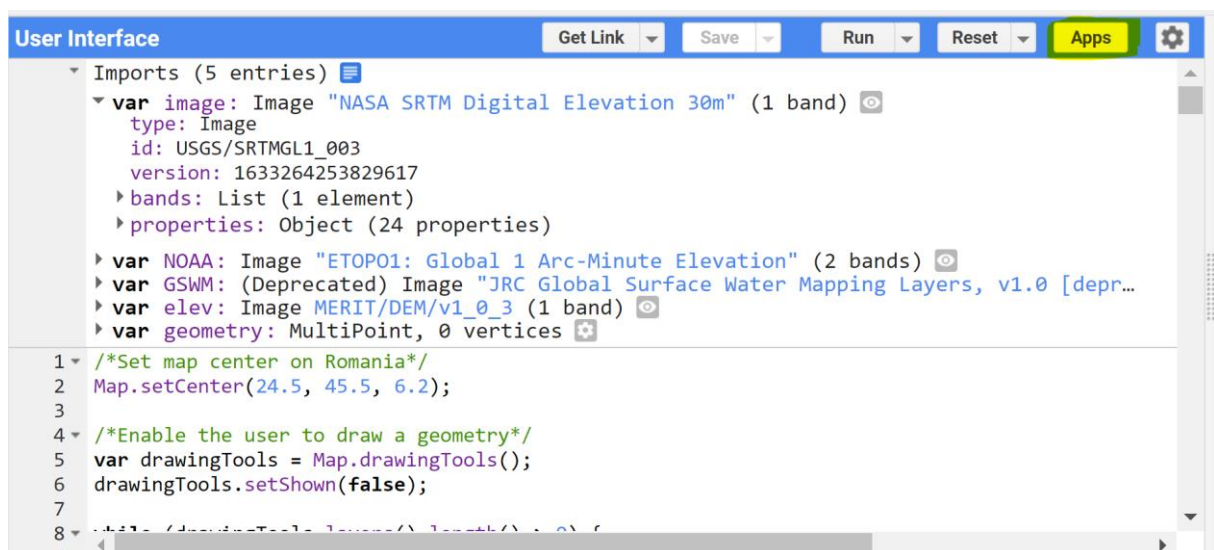 User Interface Get Link Save Run Reset Apps
Imports (5 entries)
var image: Image "NASA SRTM Digital Elevation 30m" (1 band)
type: Image
id: USGS/SRTMGL1_003
version: 1633264253829617
bands: List (1 element)
properties: Object (24 properties)
var NOAA: Image "ETOPO1: Global 1 Arc-Minute Elevation" (2 bands)
var GSWM: (Deprecated) Image "JRC Global Surface Water Mapping Layers, v1.0 [depr…
var elev: Image MERIT/DEM/v1_0_3 (1 band)
var geometry: MultiPoint, 0 vertices
1 /*Set map center on Romania*/
2 Map.setCenter(24.5, 45.5, 6.2);
3
4 /*Enable the user to draw a geometry*/
5 var drawingTools = Map.drawingTools();
6 drawingTools.setShown(false);
7
8 while (drawingTools.layers().length() > 0) {